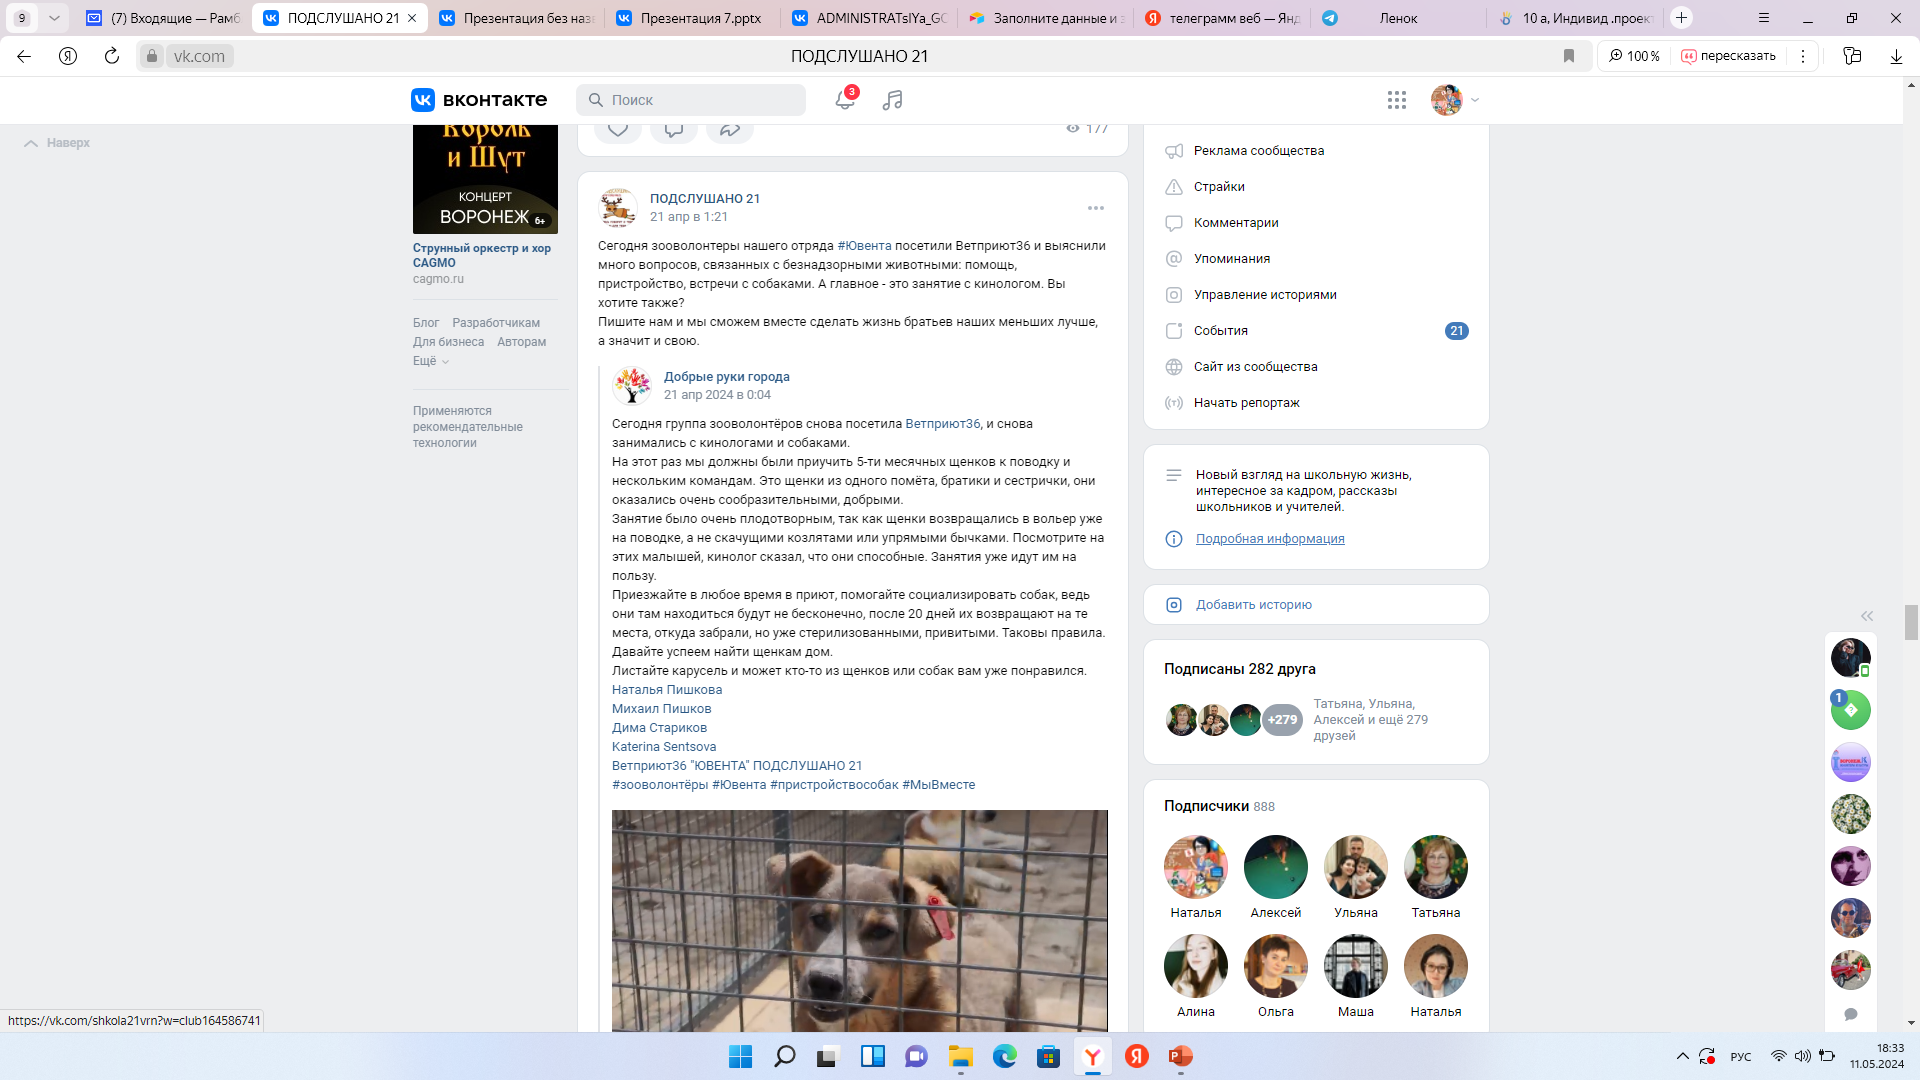 9
(7) Входящие — Рамб
ПОДСЛУШАНО 21
Презентация без назв
Презентация 7.pptx
ADMINISTRATsIYa_GO
Заполните данные и з
телеграмм веб — Янд
Ленок
10 а, Индивид .проект
vk.com
ПОДСЛУШАНО 21
100 %
пересказать
вконтакте
Поиск
3
Наверх
Король
и Шут
КОНЦЕРТ
ВОРОНЕЖ 6+
Струнный оркестр и хор
CAGMO
cagmo.ru
Блог Разработчикам
Для бизнеса Авторам
Ещё
Применяются
рекомендательные
технологии
177
ПОДСЛУШАНО 21
21 апр в 1:21
Сегодня зооволонтеры нашего отряда #Ювента посетили Ветприют36 и выяснили
много вопросов, связанных с безнадзорными животными: помощь,
пристройство, встречи с собаками. А главное - это занятие с кинологом. Вы
хотите также?
Пишите нам и мы сможем вместе сделать жизнь братьев наших меньших лучше,
а значит и свою.
Добрые руки города
21 апр 2024 в 0:04
Сегодня группа зооволонтёров снова посетила Ветприют36, и снова
занимались с кинологами и собаками.
На этот раз мы должны были приучить 5-ти месячных щенков к поводку и
нескольким командам. Это щенки из одного помёта, братики и сестрички, они
оказались очень сообразительными, добрыми.
Занятие было очень плодотворным, так как щенки возвращались в вольер уже
на поводке, а не скачущими козлятами или упрямыми бычками. Посмотрите на
этих малышей, кинолог сказал, что они способные. Занятия уже идут им на
пользу.
Приезжайте в любое время в приют, помогайте социализировать собак, ведь
они там находиться будут не бесконечно, после 20 дней их возвращают на те
места, откуда забрали, но уже стерилизованными, привитыми. Таковы правила.
Давайте успеем найти щенкам дом.
Листайте карусель и может кто-то из щенков или собак вам уже понравился.
Наталья Пишкова
Михаил Пишков
Дима Стариков
Katerina Sentsova
Ветприют36 "ЮВЕНТА" ПОДСЛУШАНО 21
#зооволонтёры #Ювента #пристройствособак #МыВместе
Реклама сообщества
Страйки
Комментарии
Упоминания
Управление историями
События 21
Сайт из сообщества
Начать репортаж
Новый взгляд на школьную жизнь,
интересное за кадром, рассказы
школьников и учителей.
Подробная информация
Добавить историю
Подписаны 282 друга
+279
Татьяна, Ульяна,
Алексей и ещё 279
друзей
Подписчики 888
Наталья Алексей Ульяна Татьяна
Алина Ольга Маша Наталья
1
https://vk.com/shkola21vrn?w=club164586741
РУС
18:33
11.05.2024